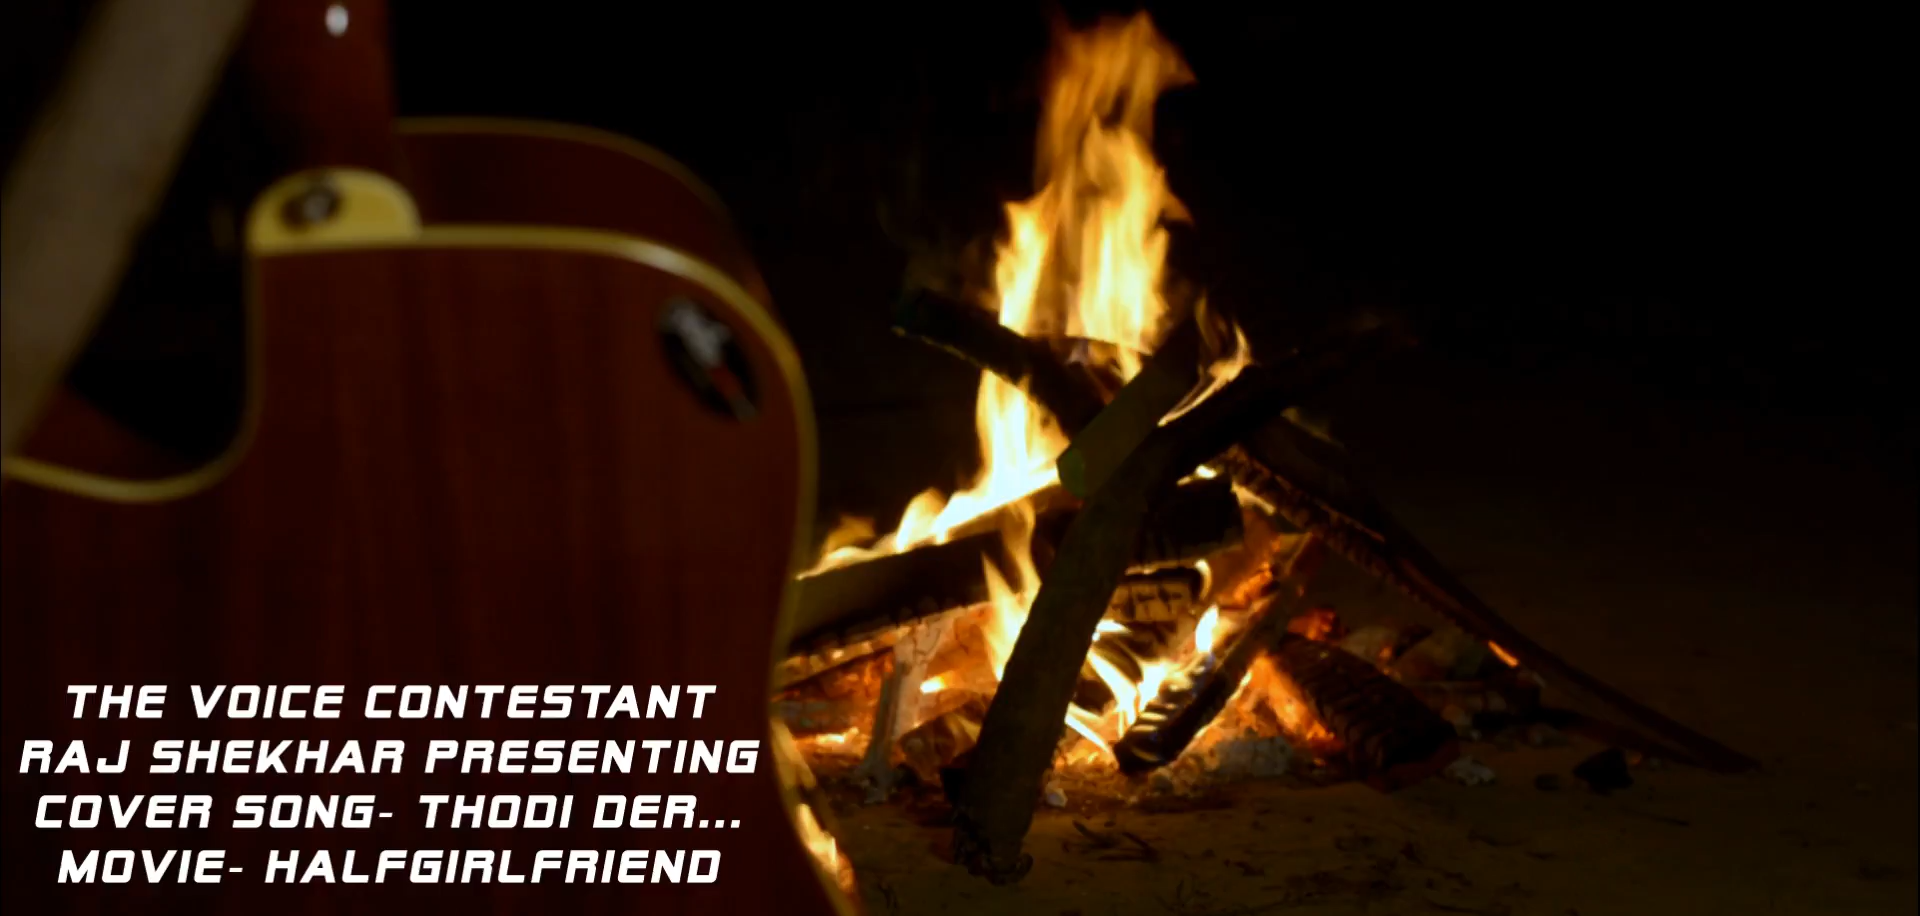 THE VOICE CONTESTANT
RAJ SHEKHAR PRESENTING
COVER SONG- THODI DER...
MOVIE- HALFGIRLFRIEND